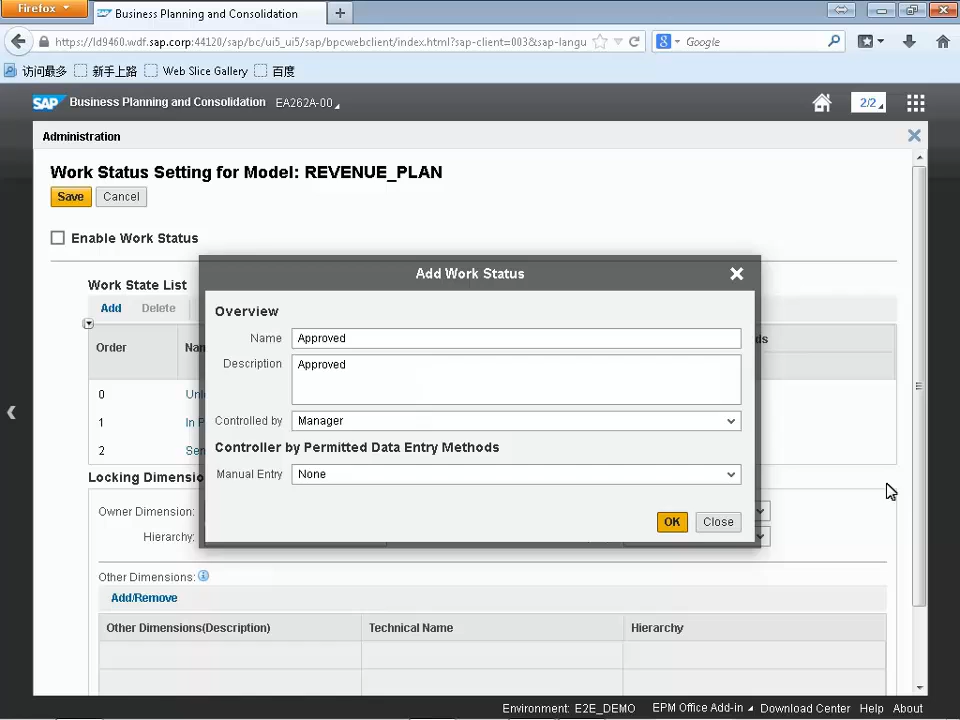 Firefox
Business Planning and Consolidation
https://ld9460.wdf.sap.corp:44120/sap/bc/ui5_ui5/sap/bpcwebclient/index.html?sap-client=003&sap-langu
Google
访问最多 新手上路 Web Slice Gallery 百度
SAP Business Planning and Consolidation EA262A-00
2/2
Administration
Work Status Setting for Model: REVENUE_PLAN
Save Cancel
Enable Work Status
Work State List
Add Delete
Order
0
1
2
Add Work Status
Overview
Name Approved
Description Approved
Controlled by Manager
Controller by Permitted Data Entry Methods
Manual Entry None
OK Close
Owner Dimension:
Hierarchy:
Other Dimensions:
Add/Remove
Other Dimensions(Description) Technical Name Hierarchy
Environment: E2E_DEMO EPM Office Add-in Download Center Help About